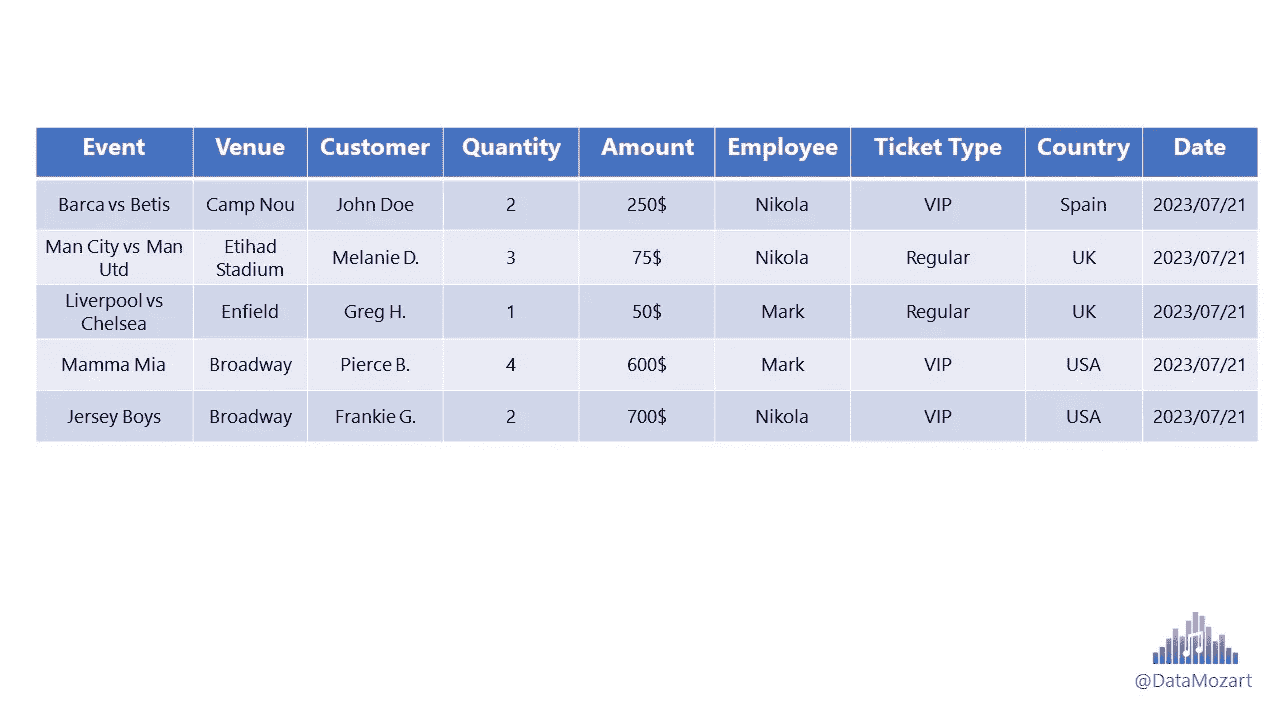 Event Venue Customer Quantity Amount Employee Ticket Type Country Date
Barca vs Betis Camp Nou John Doe 2 250$ Nikola VIP Spain 2023/07/21
Man City vs Man Utd Etihad Stadium Melanie D. 3 75$ Nikola Regular UK 2023/07/21
Liverpool vs Chelsea Enfield Greg H. 1 50$ Mark Regular UK 2023/07/21
Mamma Mia Broadway Pierce B. 4 600$ Mark VIP USA 2023/07/21
Jersey Boys Broadway Frankie G. 2 700$ Nikola VIP USA 2023/07/21
@DataMozart